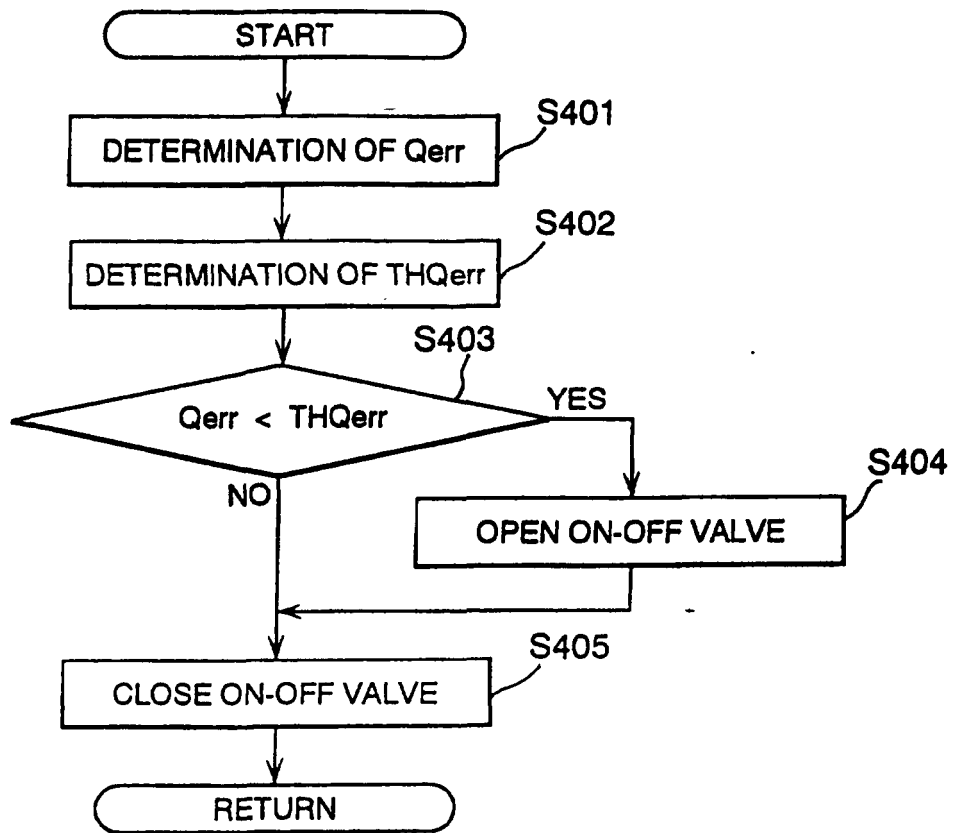 START
S401
DETERMINATION OF Qerr
S402
DETERMINATION OF THQerr
S403
Qerr < THQerr
YES
NO
S404
OPEN ON-OFF VALVE
S405
CLOSE ON-OFF VALVE
RETURN